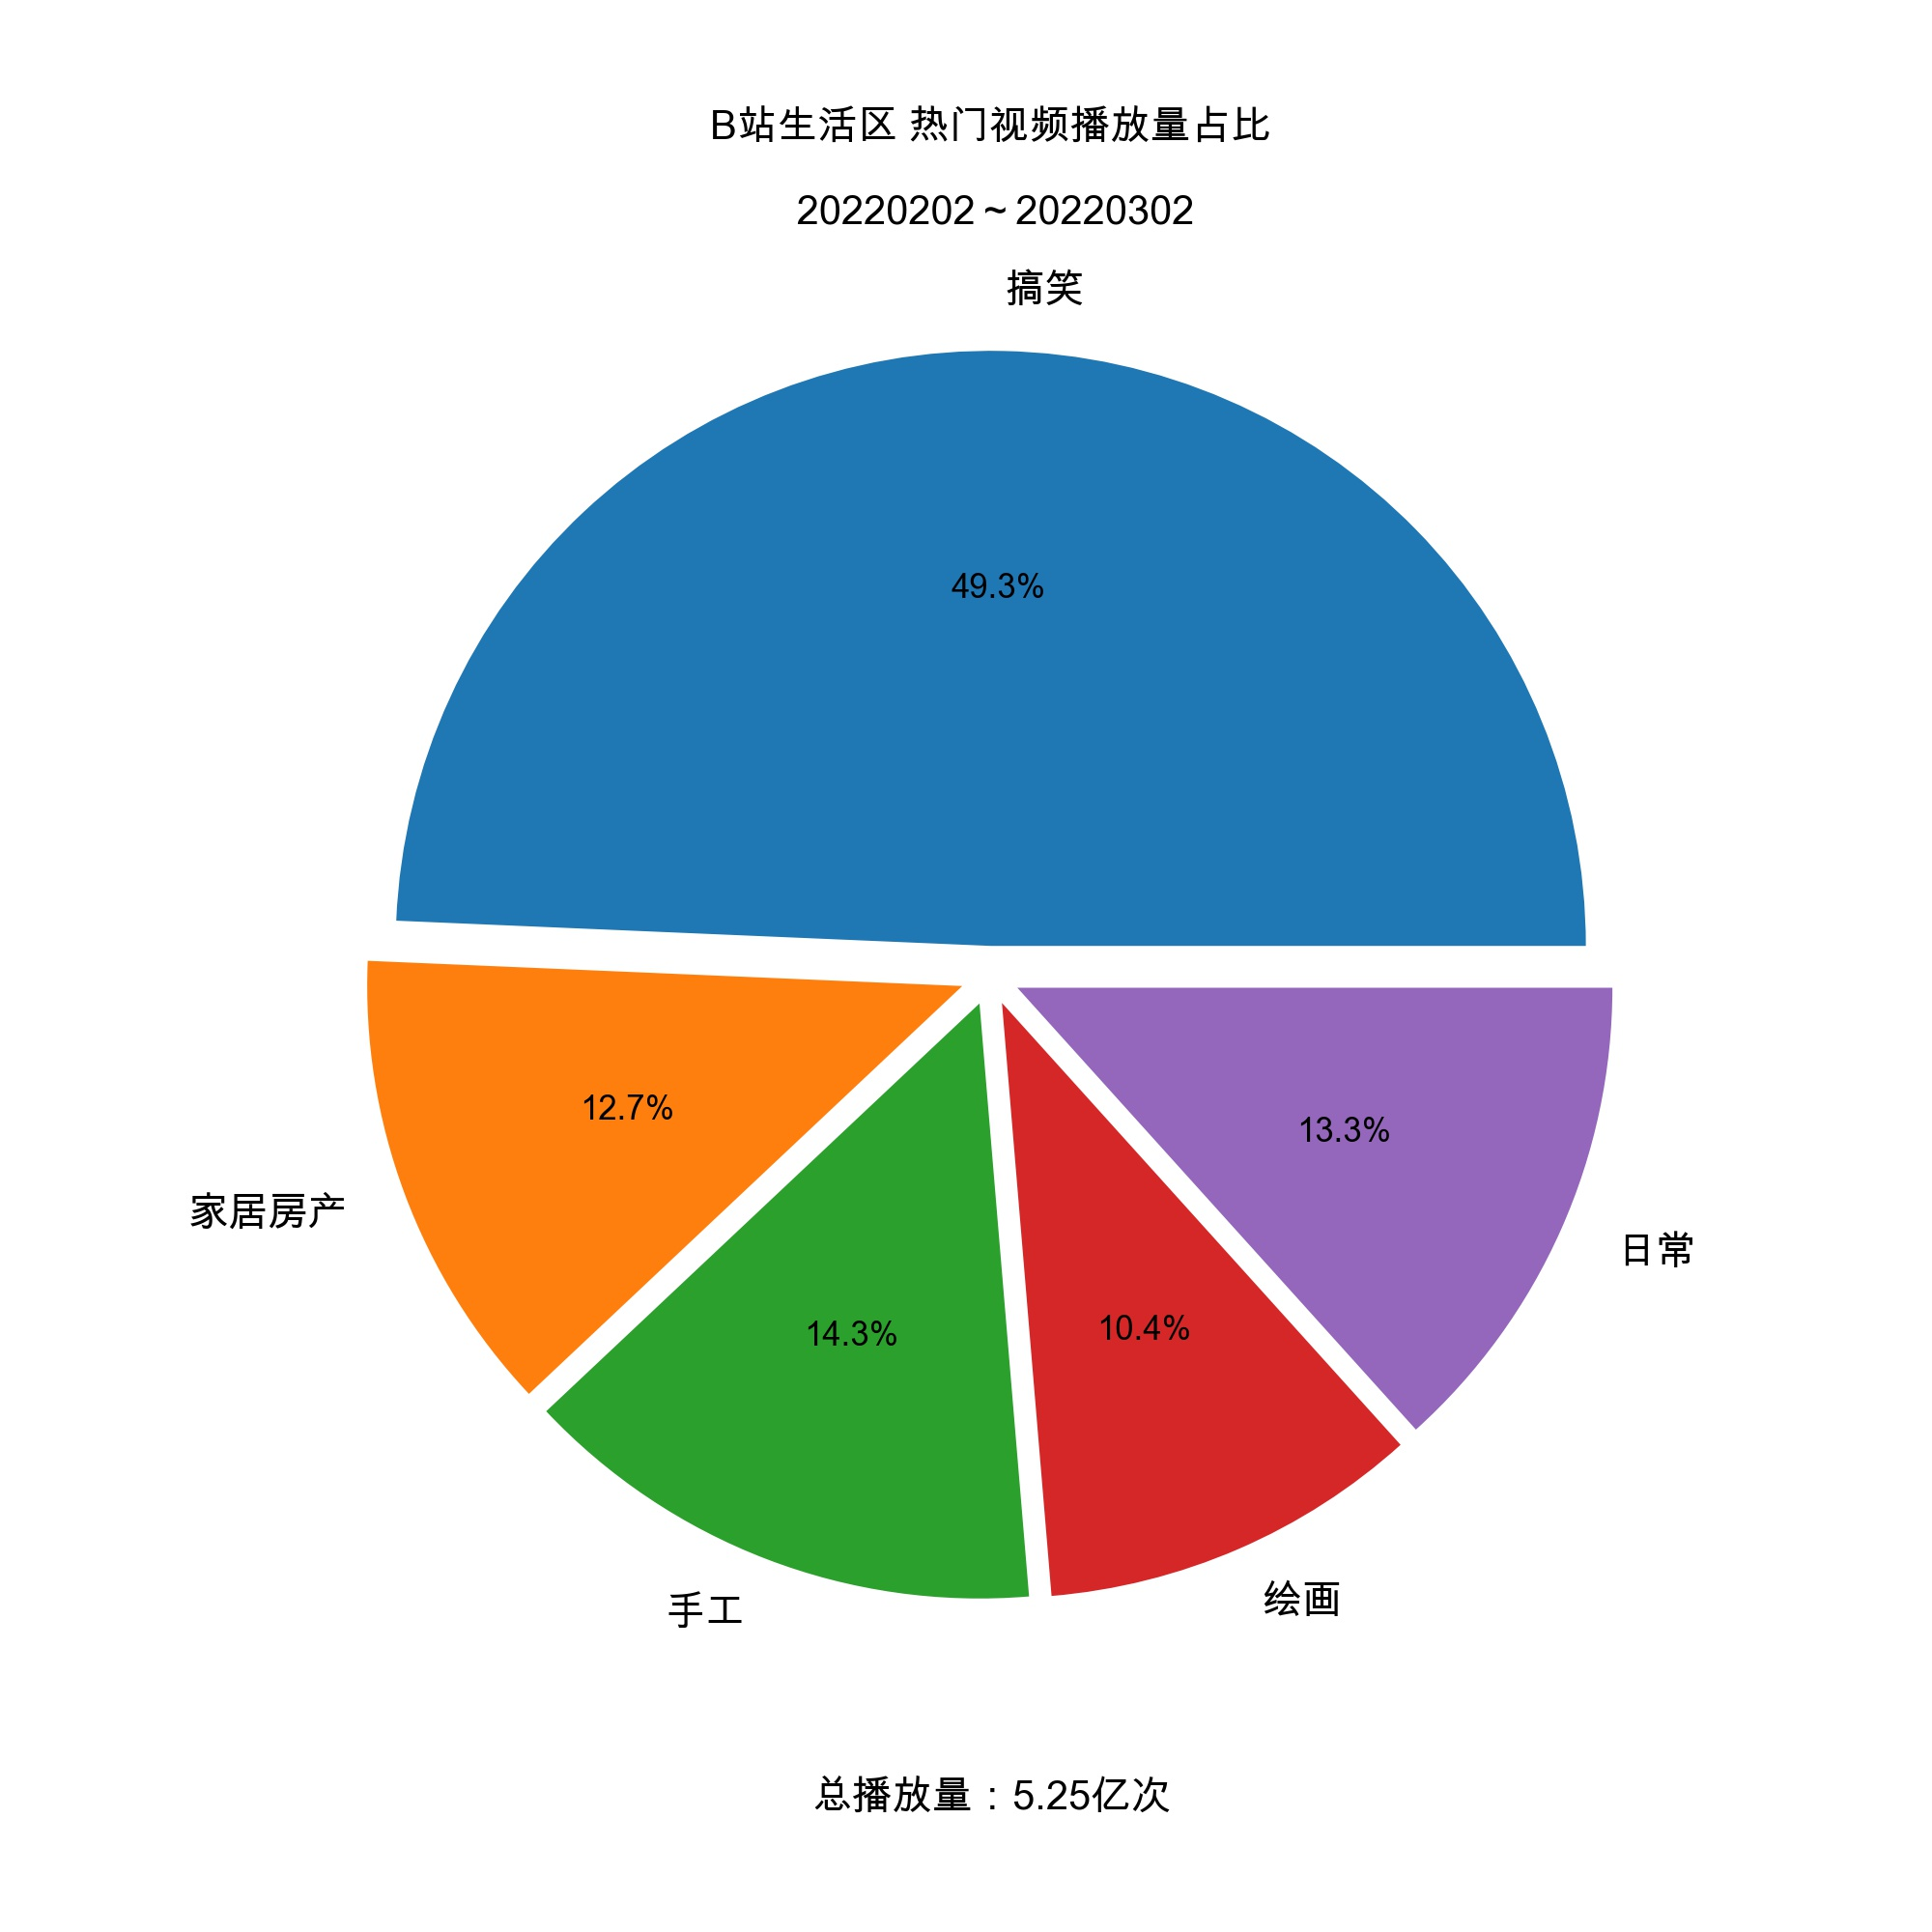 B站生活区 热门视频播放量占比
20220202 ~ 20220302
搞笑
49.3%
12.7%
家居房产
13.3%
日常
14.3%
10.4%
手工
绘画
总播放量：5.25亿次